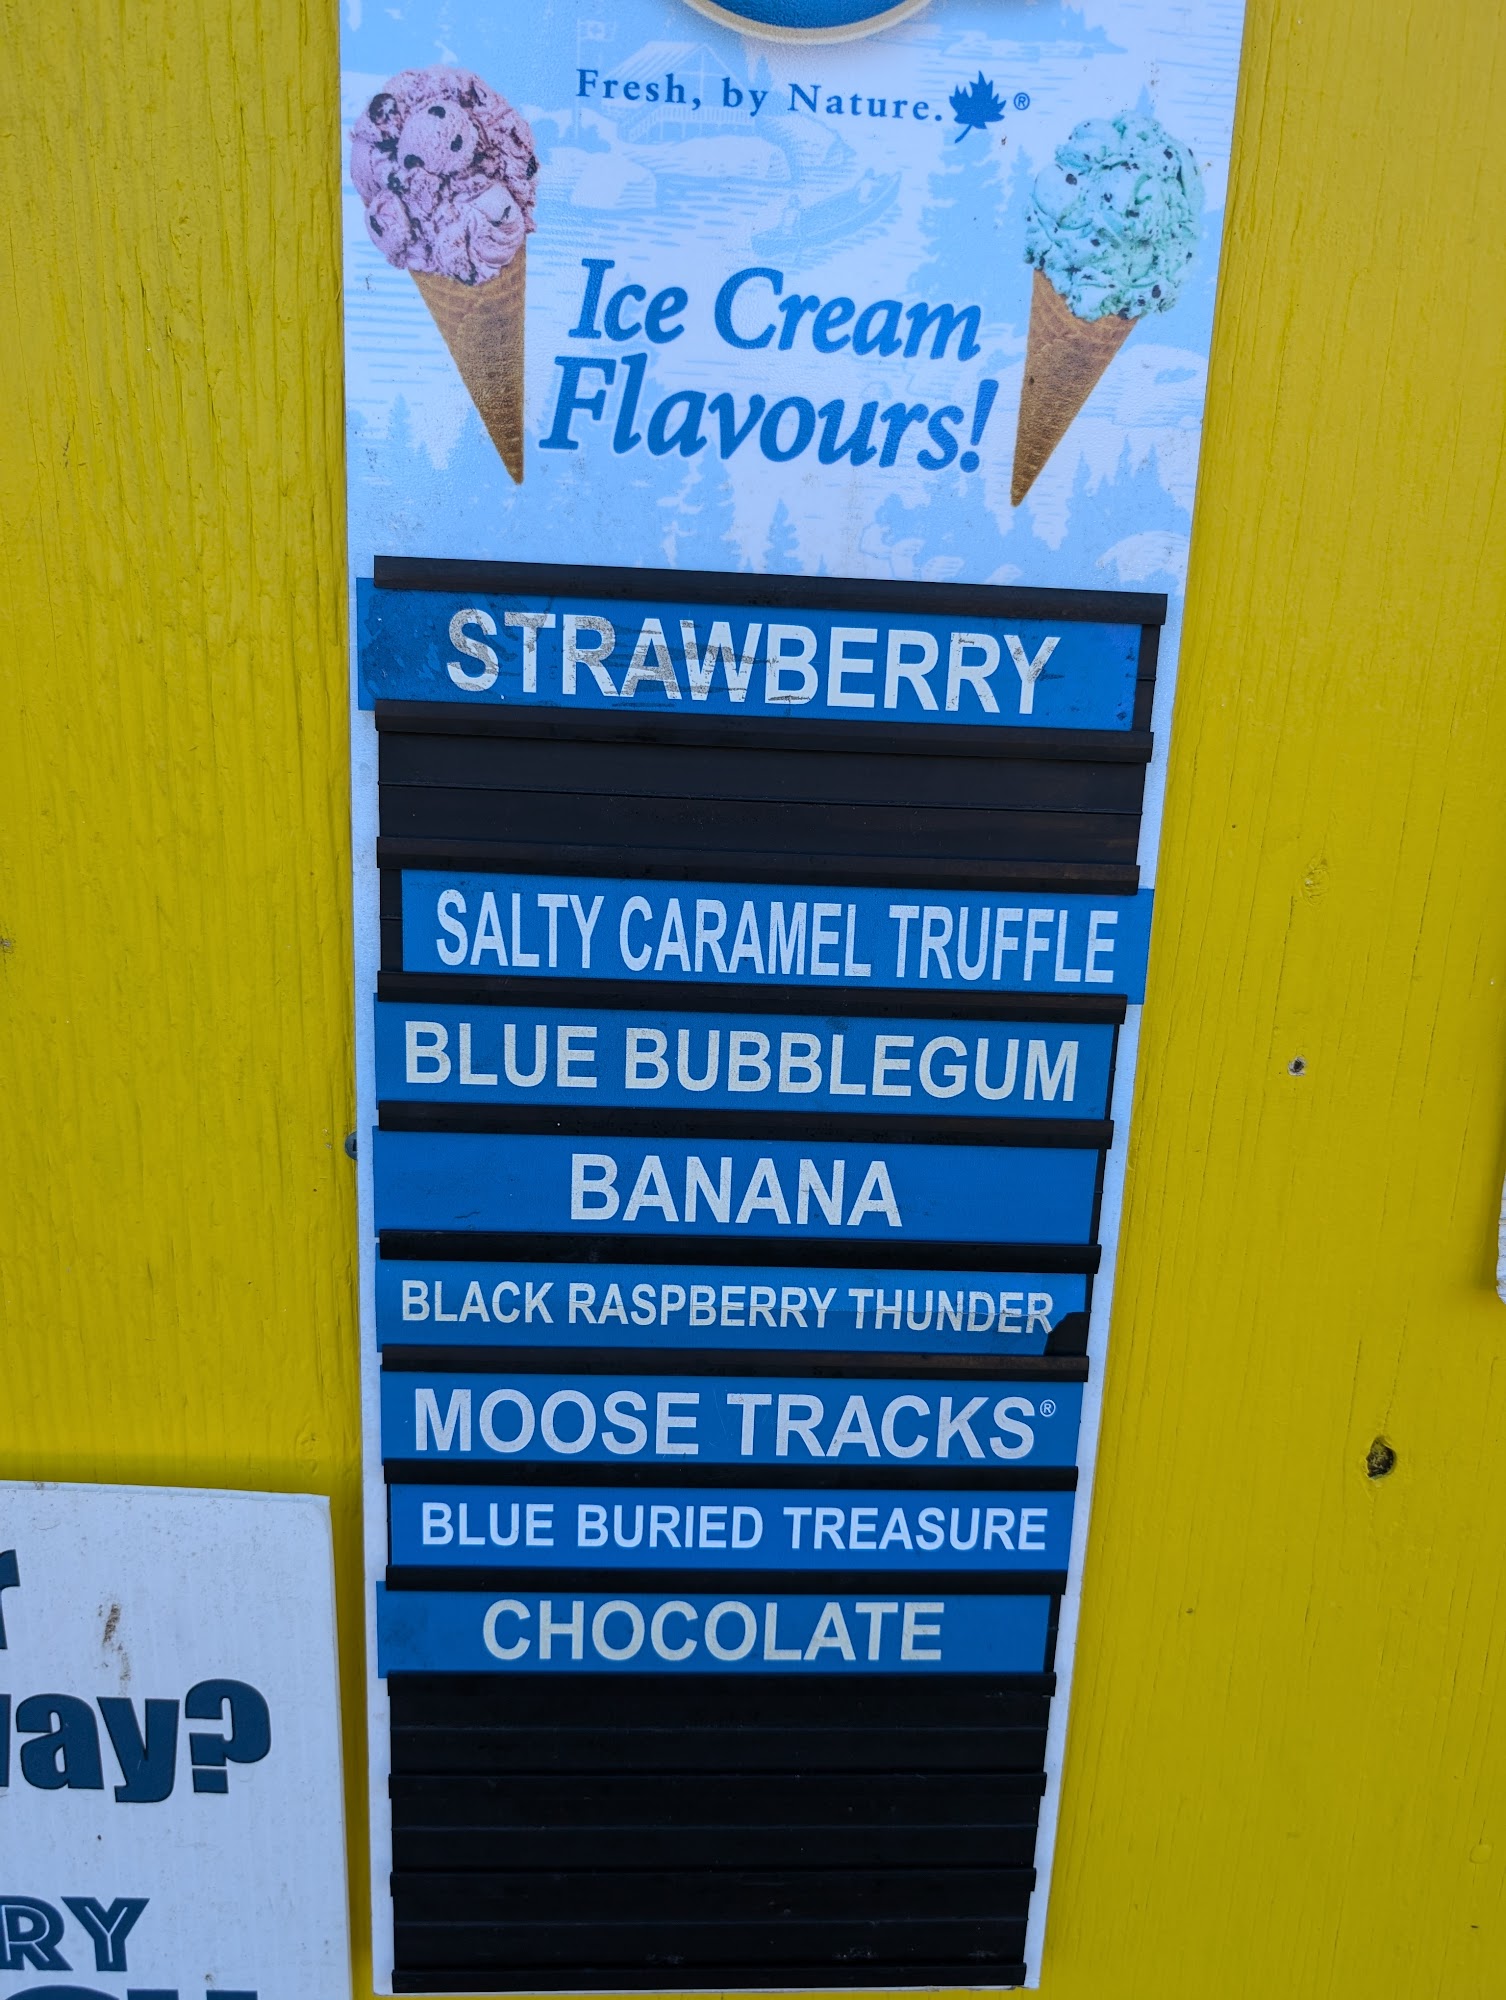 Fresh, by Nature.®
Ice Cream
Flavours!
STRAWBERRY
SALTY CARAMEL TRUFFLE
BLUE BUBBLEGUM
BANANA
BLACK RASPBERRY THUNDER
MOOSE TRACKS®
BLUE BURIED TREASURE
CHOCOLATE